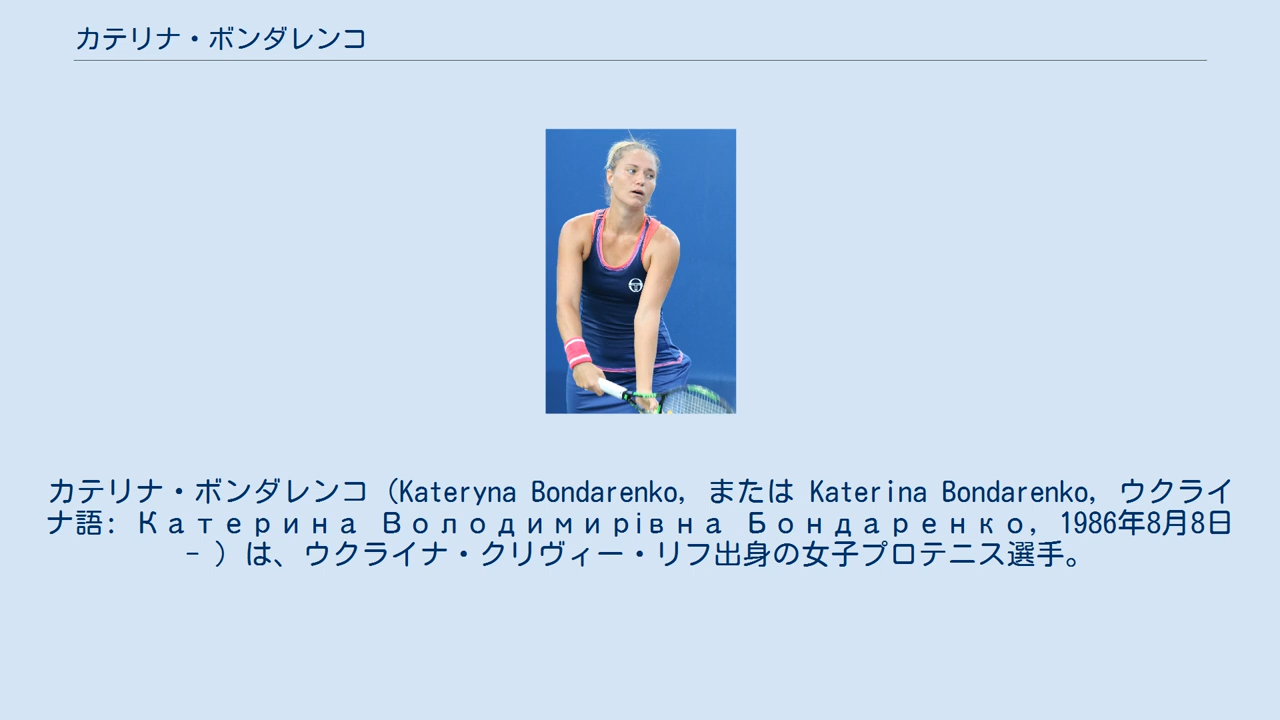 カテリナ・ボンダレンコ
カテリナ・ボンダレンコ（Kateryna Bondarenko, または Katerina Bondarenko, ウクライ
ナ語: Катерина Володимирівна Бондаренко, 1986年8月8日
- ）は、ウクライナ・クリヴィー・リフ出身の女子プロテニス選手。